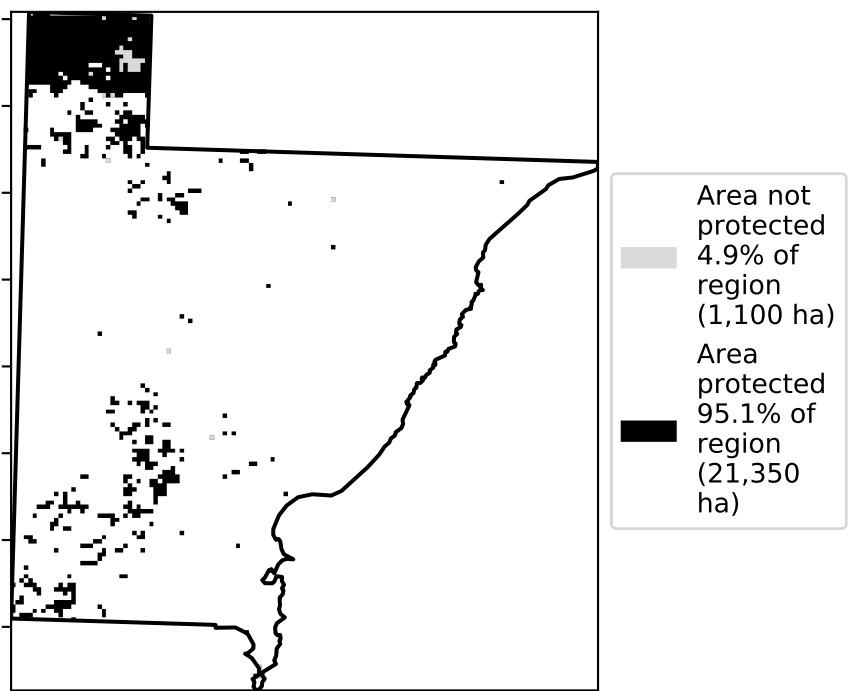 Area not
protected
4.9% of
region
(1,100 ha)
Area
protected
95.1% of
region
(21,350
ha)